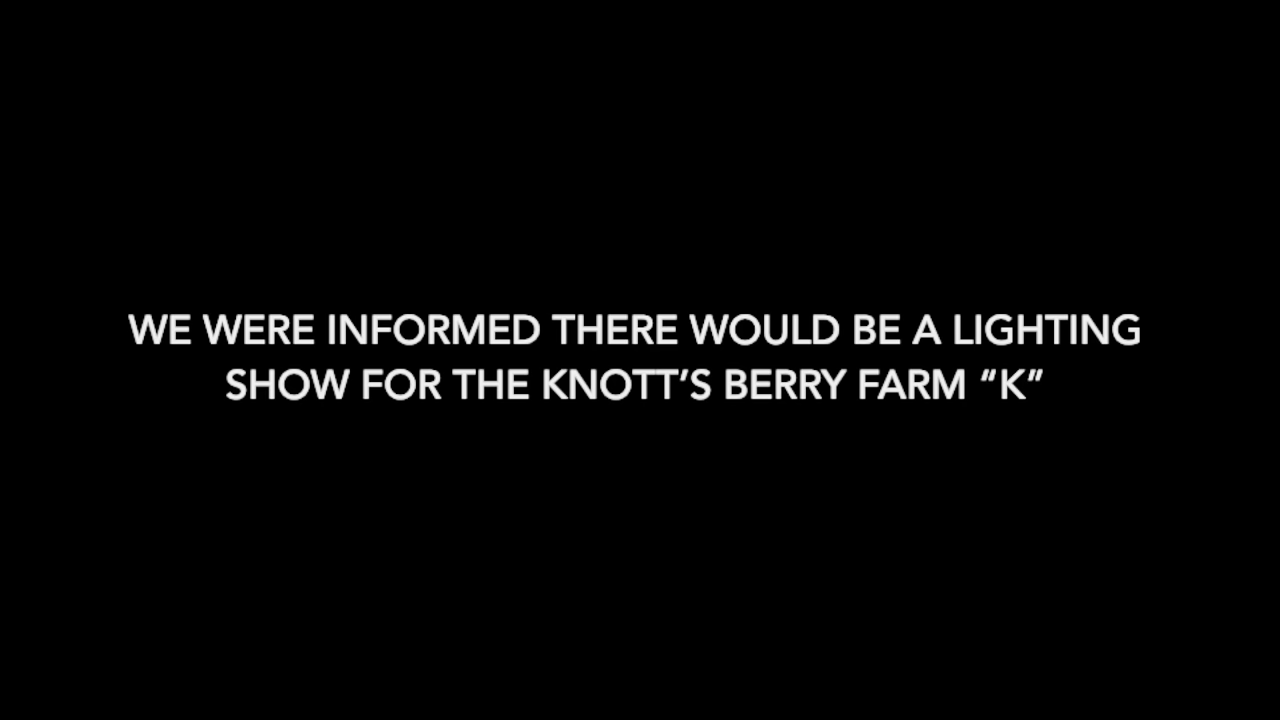 WE WERE INFORMED THERE WOULD BE A LIGHTING
SHOW FOR THE KNOTT’S BERRY FARM “K”